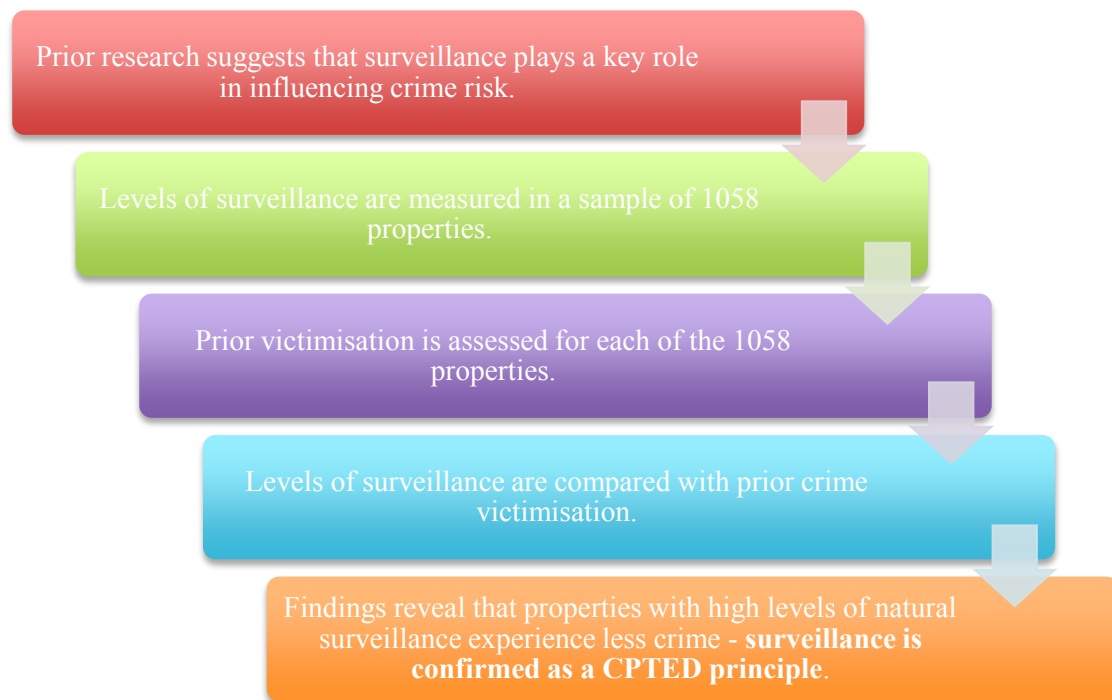 Prior research suggests that surveillance plays a key role
in influencing crime risk.
Levels of surveillance are measured in a sample of 1058
properties.
Prior victimisation is assessed for each of the 1058
properties.
Levels of surveillance are compared with prior crime
victimisation.
Findings reveal that properties with high levels of natural
surveillance experience less crime - surveillance is
confirmed as a CPTED principle.